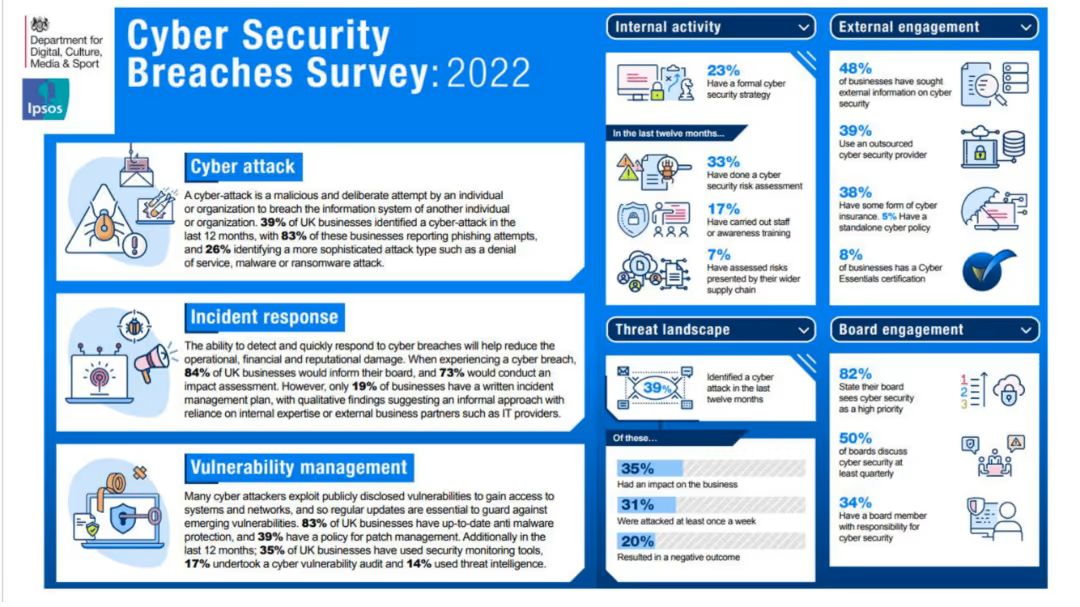 Department for
Digital, Culture,
Media & Sport
Ipsos
Cyber Security
Breaches Survey: 2022
Cyber attack
A cyber-attack is a malicious and deliberate attempt by an individual
or organization to breach the information system of another individual
or organization. 39% of UK businesses identified a cyber-attack in the
last 12 months, with 83% of these businesses reporting phishing attempts,
and 26% identifying a more sophisticated attack type such as a denial
of service, malware or ransomware attack.
Incident response
The ability to detect and quickly respond to cyber breaches will help reduce the
operational, financial and reputational damage. When experiencing a cyber breach,
84% of UK businesses would inform their board, and 73% would conduct an
impact assessment. However, only 19% of businesses have a written incident
management plan, with qualitative findings suggesting an informal approach with
reliance on internal expertise or external business partners such as IT providers.
Vulnerability management
Many cyber attackers exploit publicly disclosed vulnerabilities to gain access to
systems and networks, and so regular updates are essential to guard against
emerging vulnerabilities. 83% of UK businesses have up-to-date anti malware
protection, and 39% have a policy for patch management. Additionally in the
last 12 months; 35% of UK businesses have used security monitoring tools,
17% undertook a cyber vulnerability audit and 14% used threat intelligence.
Internal activity
23%
Have a formal cyber
security strategy
In the last twelve months...
33%
Have done a cyber
security risk assessment
17%
Have carried out staff
or awareness training
7%
Have assessed risks
presented by their wider
supply chain
External engagement
48%
of businesses have sought
external information on cyber
security
39%
Use an outsourced
cyber security provider
38%
Have some form of cyber
insurance. 5% Have a
standalone cyber policy
8%
of businesses has a Cyber
Essentials certification
Threat landscape
39%
Identified a cyber
attack in the last
twelve months
Of these...
35%
Had an impact on the business
31%
Were attacked at least once a week
20%
Resulted in a negative outcome
Board engagement
82%
State their board
sees cyber security
as a high priority
1
2
3
50%
of boards discuss
cyber security at
least quarterly
34%
Have a board member
with responsibility for
cyber security